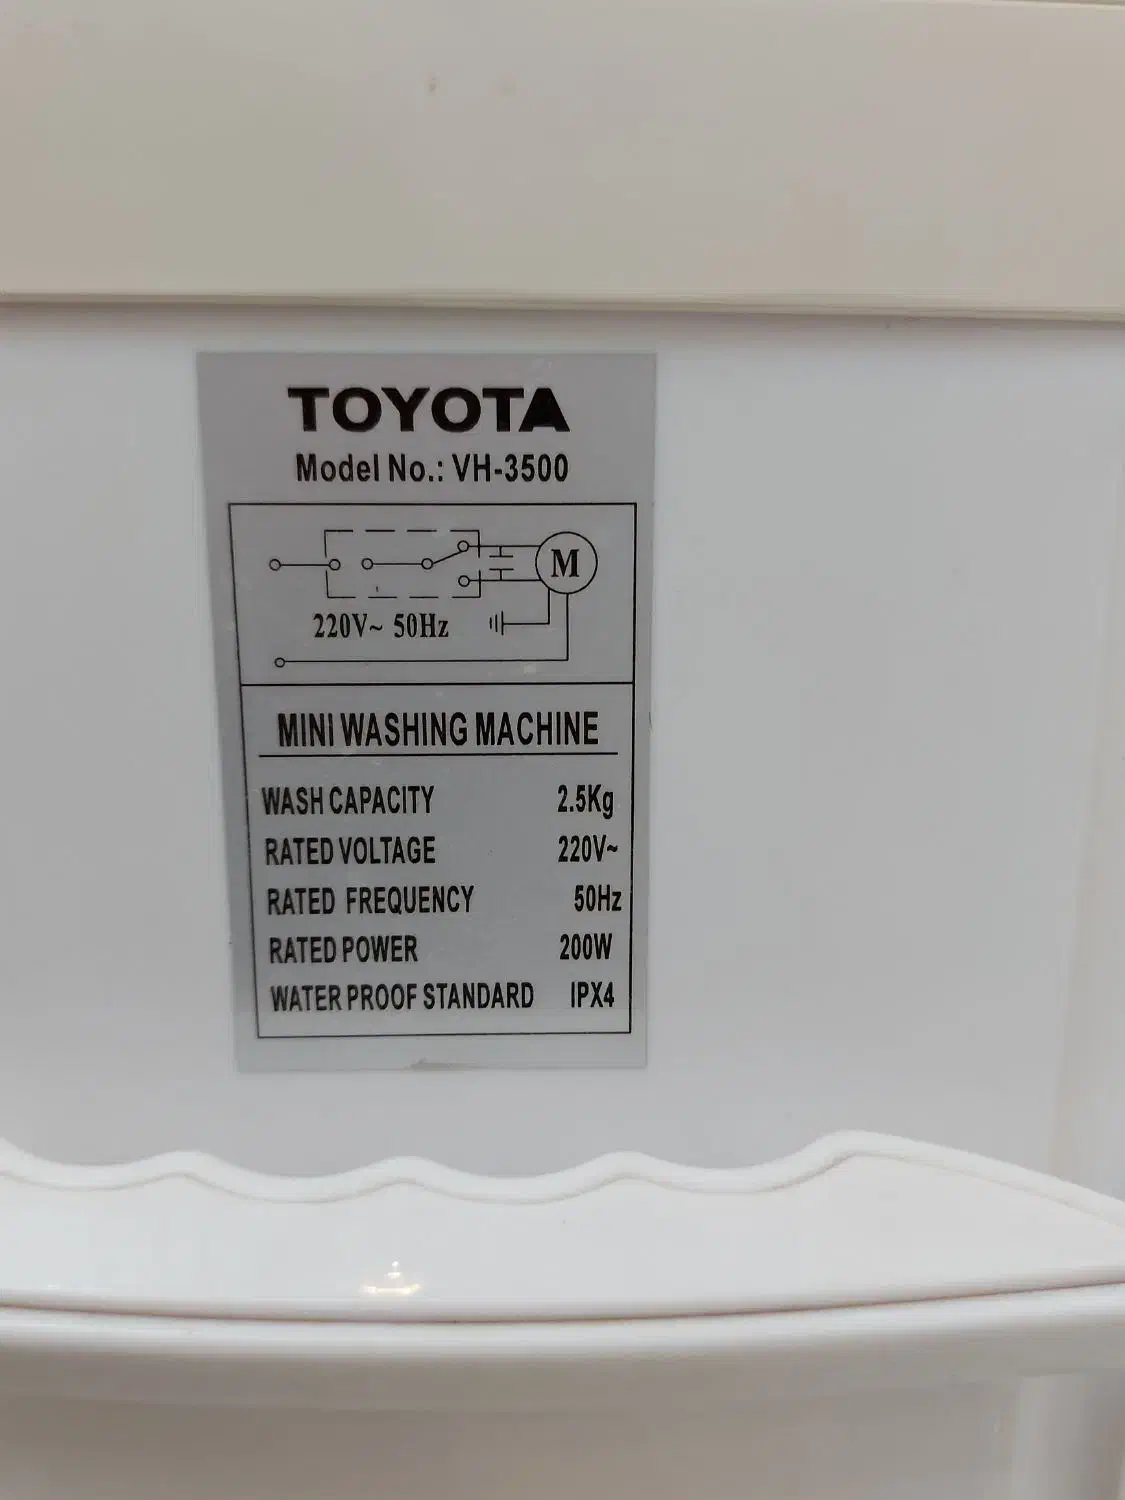 TOYOTA
Model No.: VH-3500
M
220V~ 50Hz
MINI WASHING MACHINE
WASH CAPACITY 2.5Kg
RATED VOLTAGE 220V~
RATED FREQUENCY 50Hz
RATED POWER 200W
WATER PROOF STANDARD IPX4